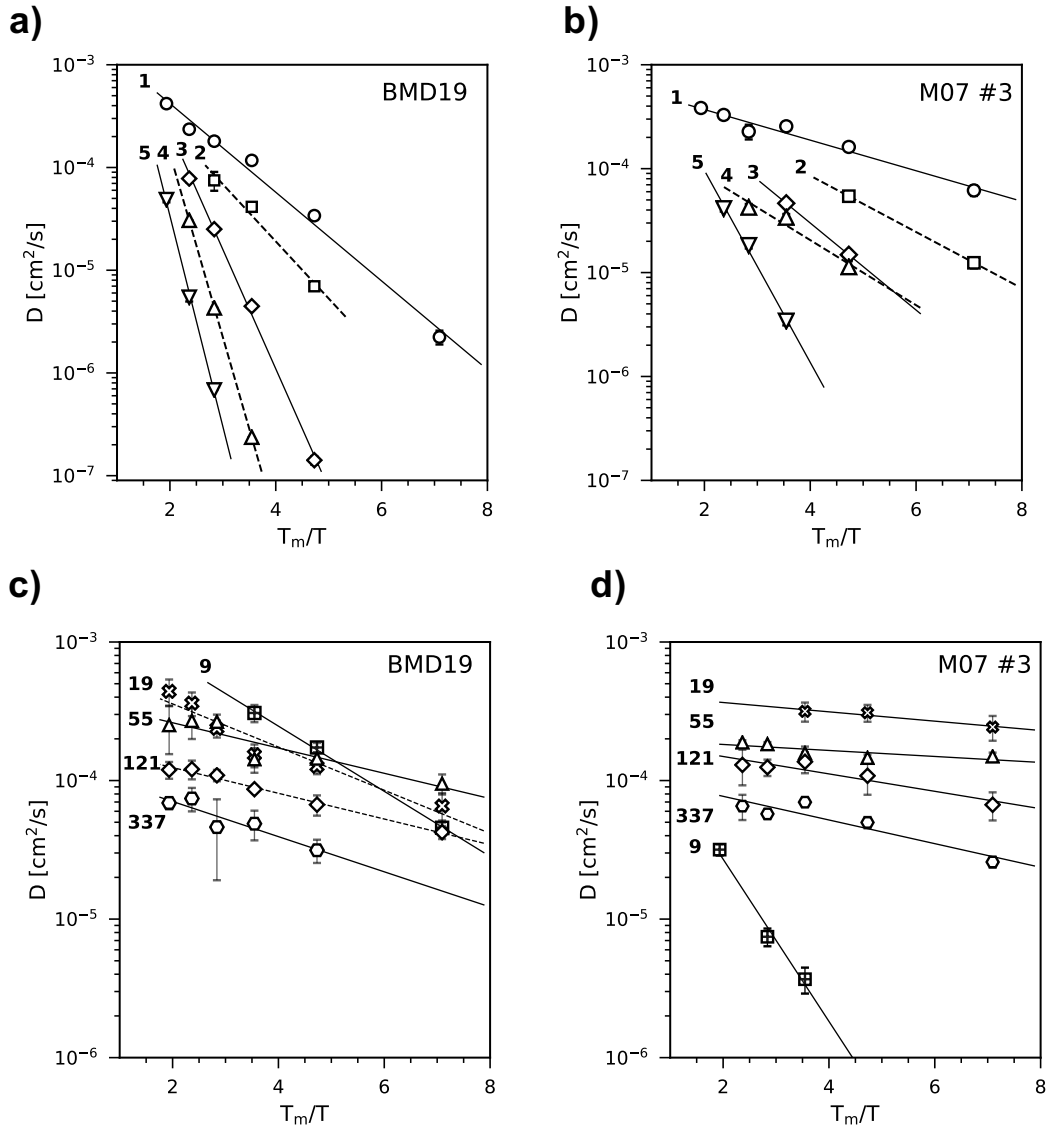 a)
BMD19
D [cm²/s]
10⁻³
10⁻⁴
10⁻⁵
10⁻⁶
10⁻⁷
1
5 4 3 2
2 4 6 8
Tₘ/T
b)
M07 #3
D [cm²/s]
10⁻³
10⁻⁴
10⁻⁵
10⁻⁶
10⁻⁷
1
5
4
3
2
2 4 6 8
Tₘ/T
c)
BMD19
D [cm²/s]
10⁻³
10⁻⁴
10⁻⁵
10⁻⁶
9
19
55
121
337
2 4 6 8
Tₘ/T
d)
M07 #3
D [cm²/s]
10⁻³
10⁻⁴
10⁻⁵
10⁻⁶
19
55
121
337
9
2 4 6 8
Tₘ/T